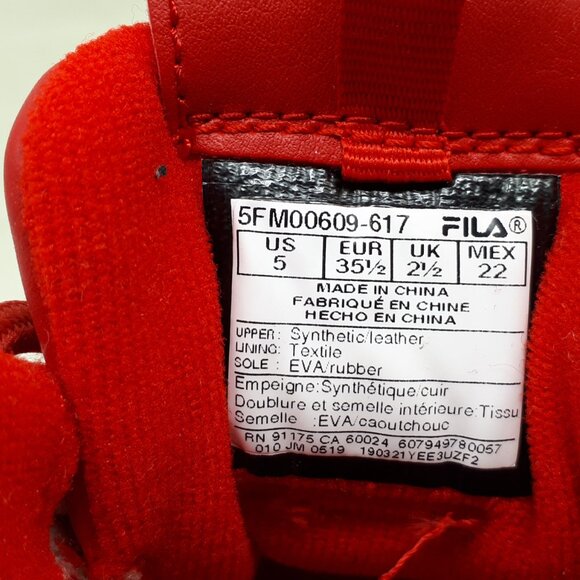 5FM00609-617 FILA®
US EUR UK MEX
5 35½ 2½ 22
MADE IN CHINA
FABRIQUÉ EN CHINE
HECHO EN CHINA
UPPER: Synthetic/leather
LINING: Textile
SOLE : EVA/rubber
Empeigne:Synthétique/cuir
Doublure et semelle intérieure:Tissu
Semelle :EVA/caoutchouc
RN 91175 CA 60024 607949780057
010 JM 0519 190321YEE3UZF2